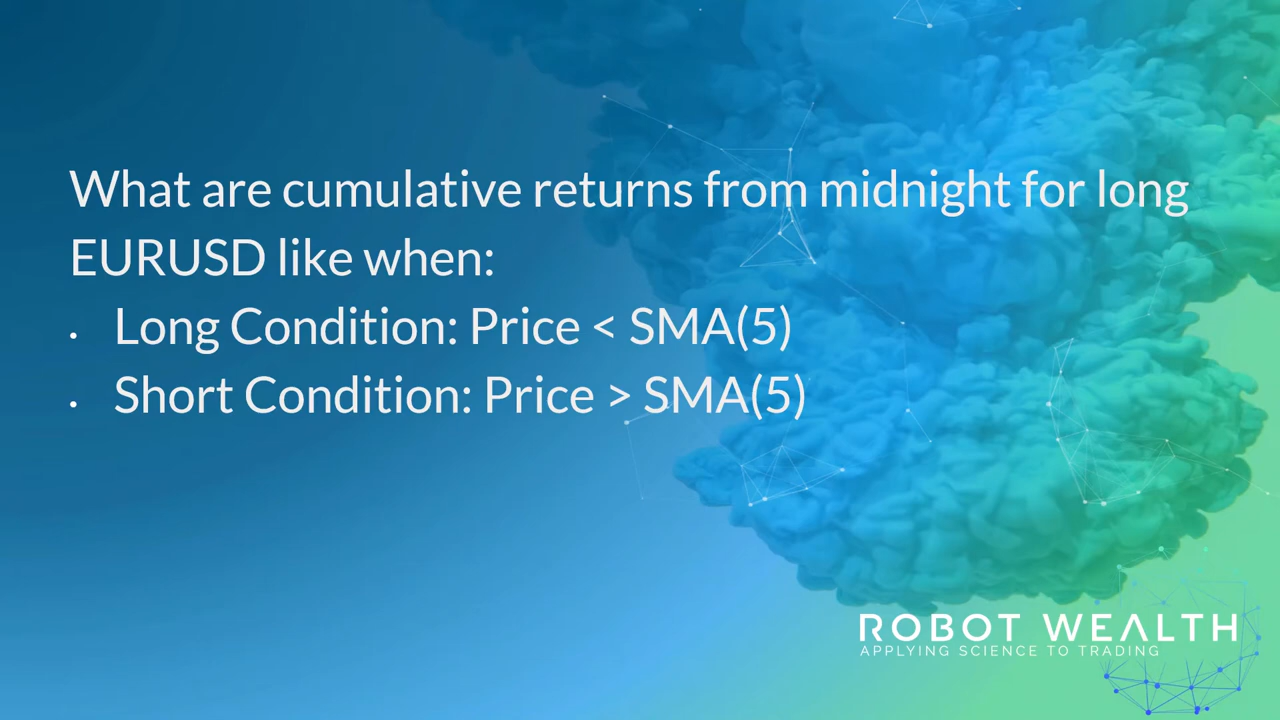 What are cumulative returns from midnight for long
EURUSD like when:
• Long Condition: Price < SMA(5)
• Short Condition: Price > SMA(5)
ROBOT WEALTH
APPLYING SCIENCE TO TRADING